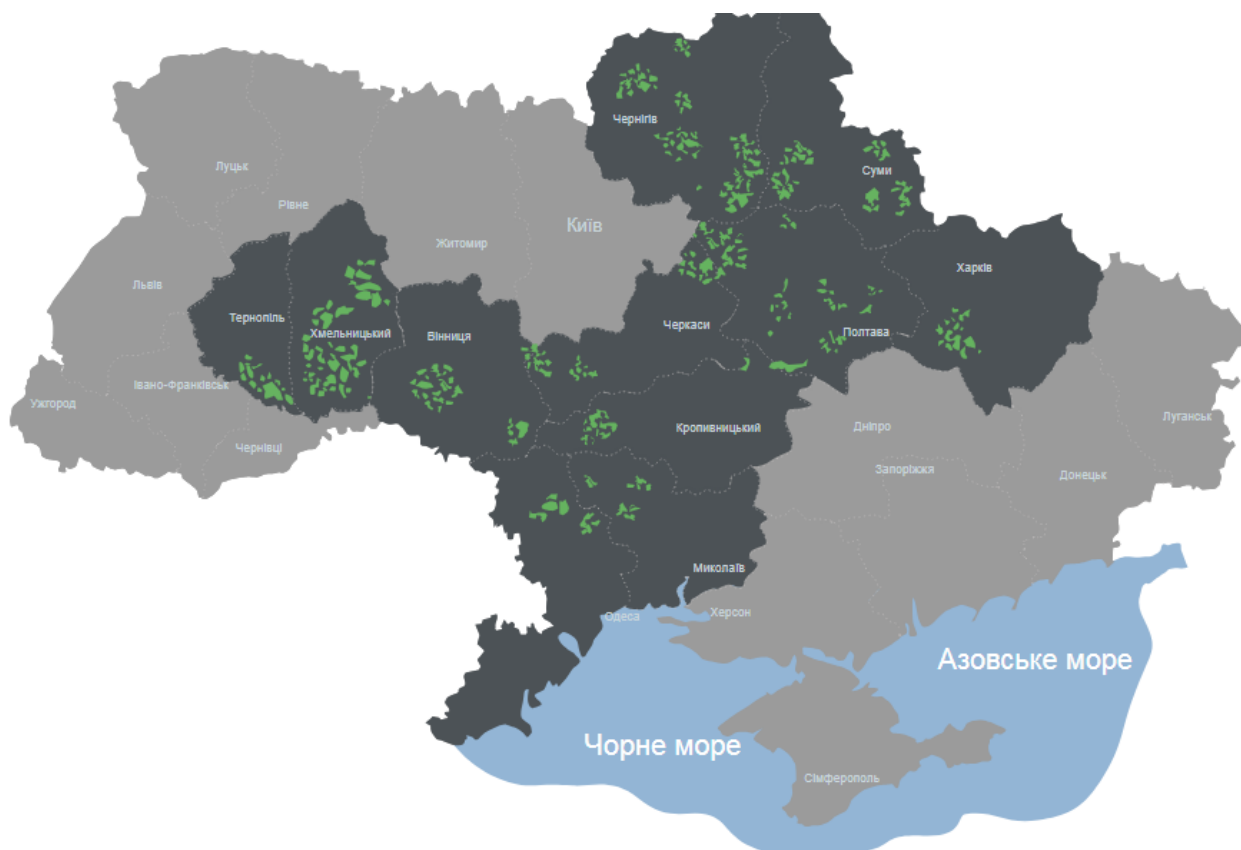 Чернігів
Суми
Луцьк
Рівне
Київ
Житомир
Харків
Львів
Тернопіль
Хмельницький
Вінниця
Черкаси
Полтава
Івано-Франківськ
Ужгород
Чернівці
Кропивницький
Дніпро
Луганськ
Запоріжжя
Донецьк
Миколаїв
Одеса
Херсон
Азовське море
Чорне море
Сімферополь